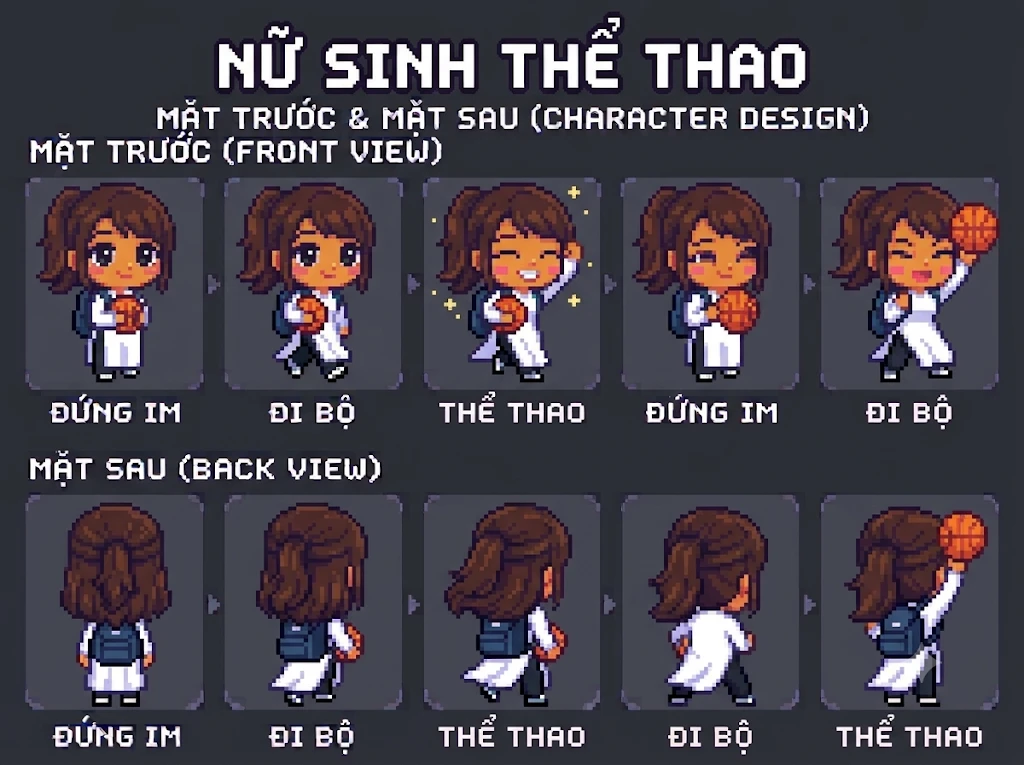 NỮ SINH THỂ THAO
MẶT TRƯỚC & MẶT SAU (CHARACTER DESIGN)
MẶT TRƯỚC (FRONT VIEW)
ĐỨNG IM ĐI BỘ THỂ THAO ĐỨNG IM ĐI BỘ
MẶT SAU (BACK VIEW)
ĐỨNG IM ĐI BỘ THỂ THAO ĐI BỘ THỂ THAO